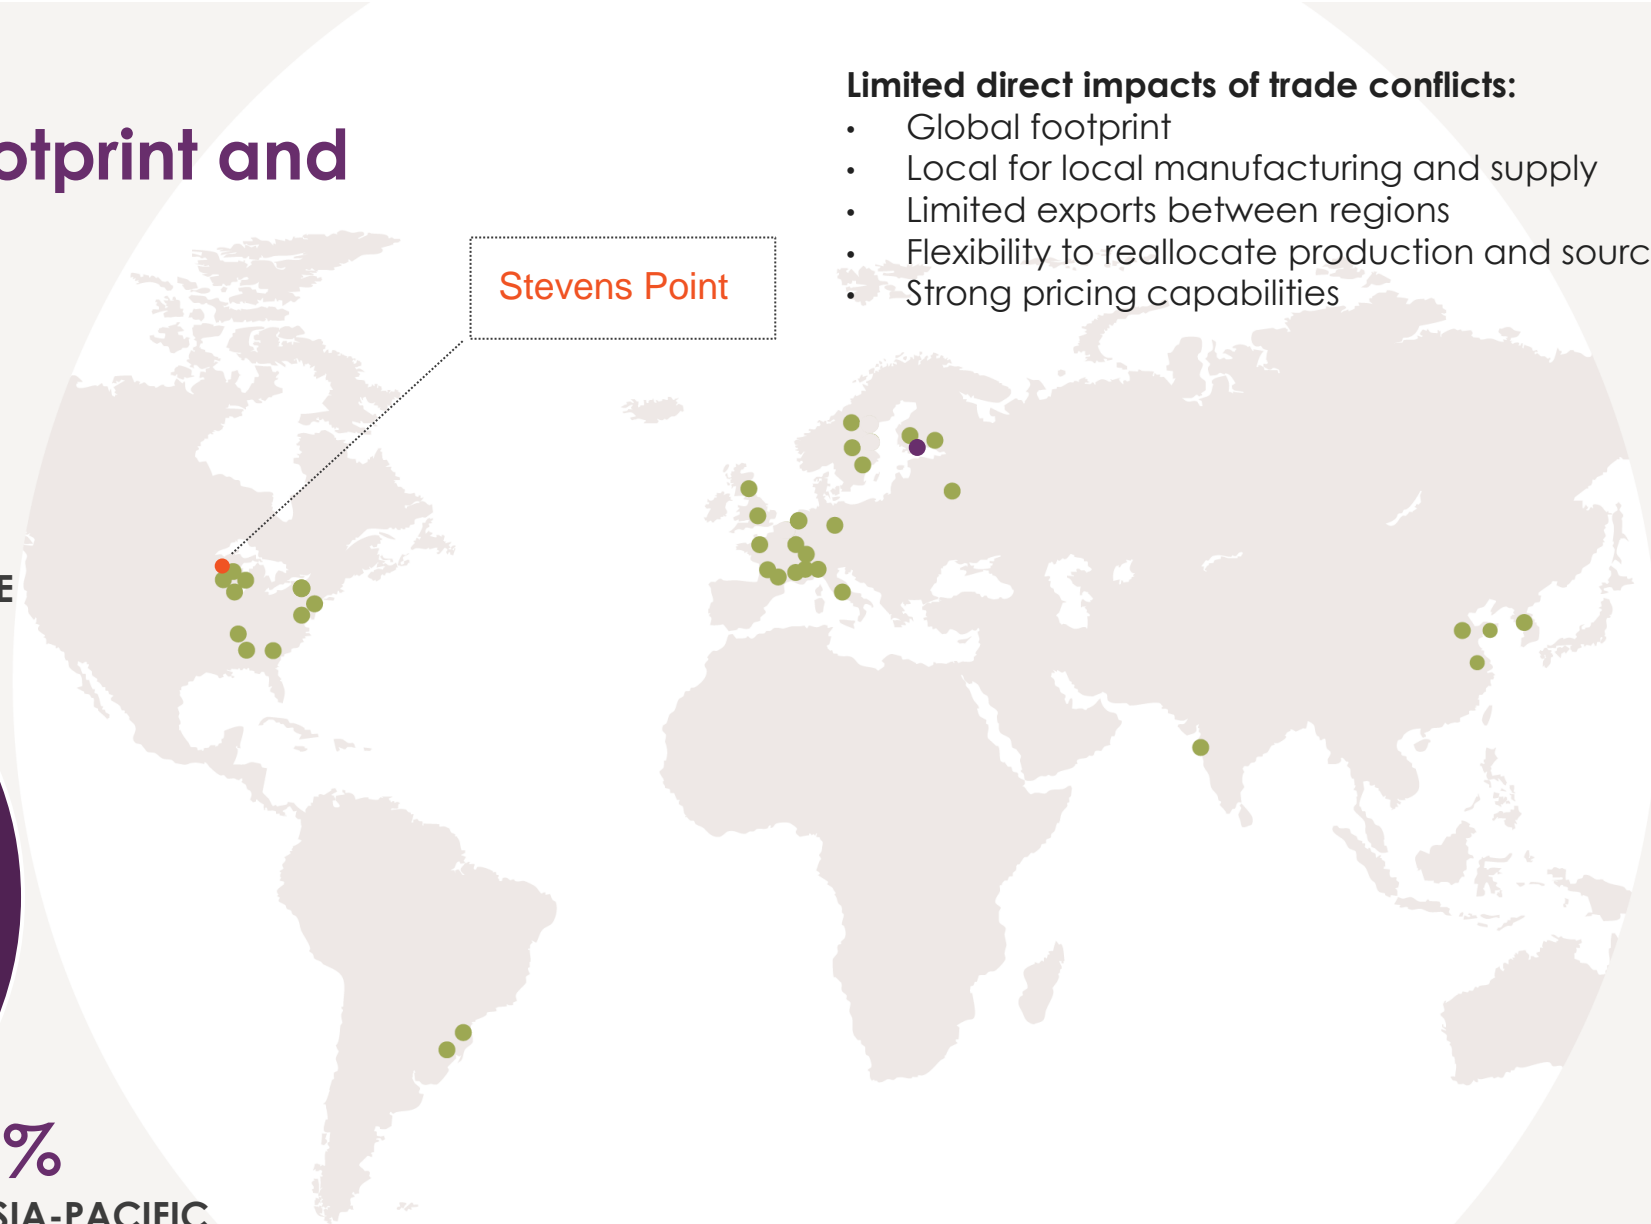 Limited direct impacts of trade conflicts:
• Global footprint
• Local for local manufacturing and supply
• Limited exports between regions
• Flexibility to reallocate production and sourc
• Strong pricing capabilities
otprint and
Stevens Point
E
%
SIA-PACIFIC